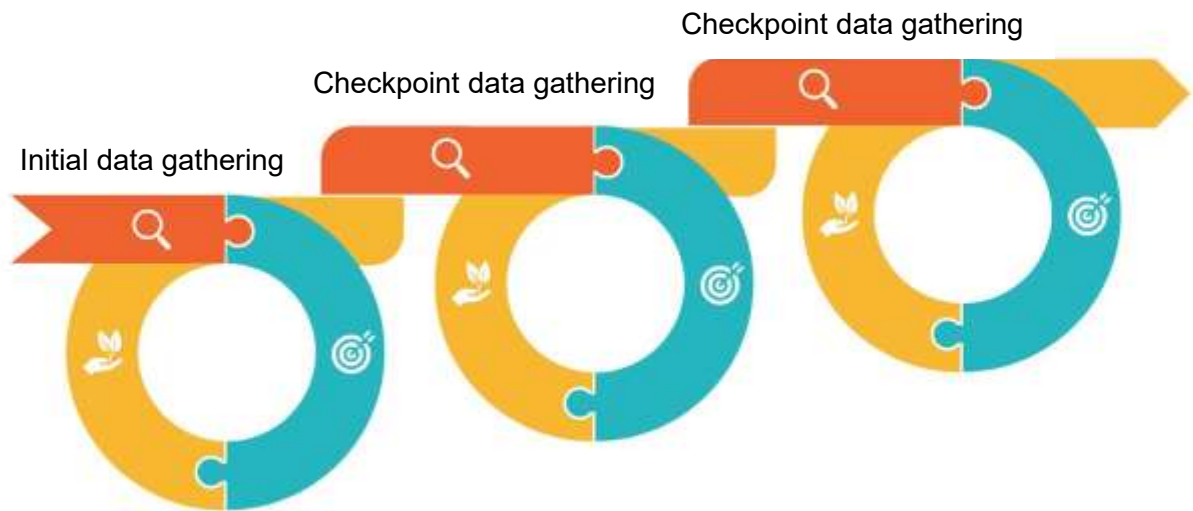 Checkpoint data gathering
Checkpoint data gathering
Initial data gathering